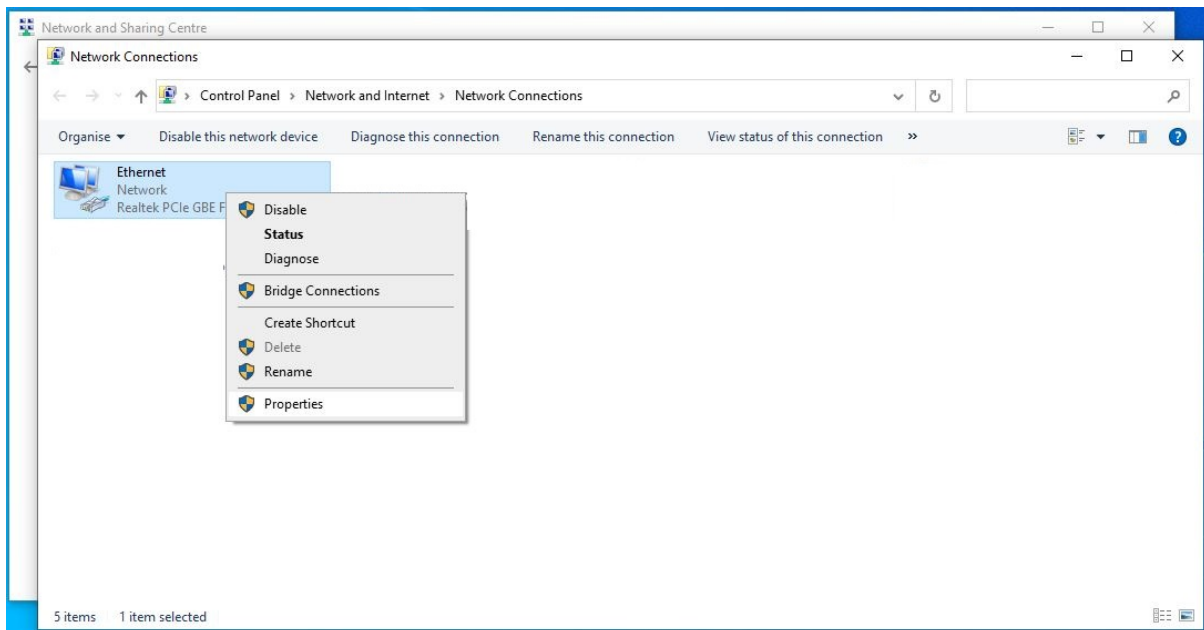 Network and Sharing Centre
Network Connections
Control Panel > Network and Internet > Network Connections
Organise Disable this network device Diagnose this connection Rename this connection View status of this connection »
Ethernet
Network
Realtek PCIe GBE F
Disable
Status
Diagnose
Bridge Connections
Create Shortcut
Delete
Rename
Properties
5 items 1 item selected